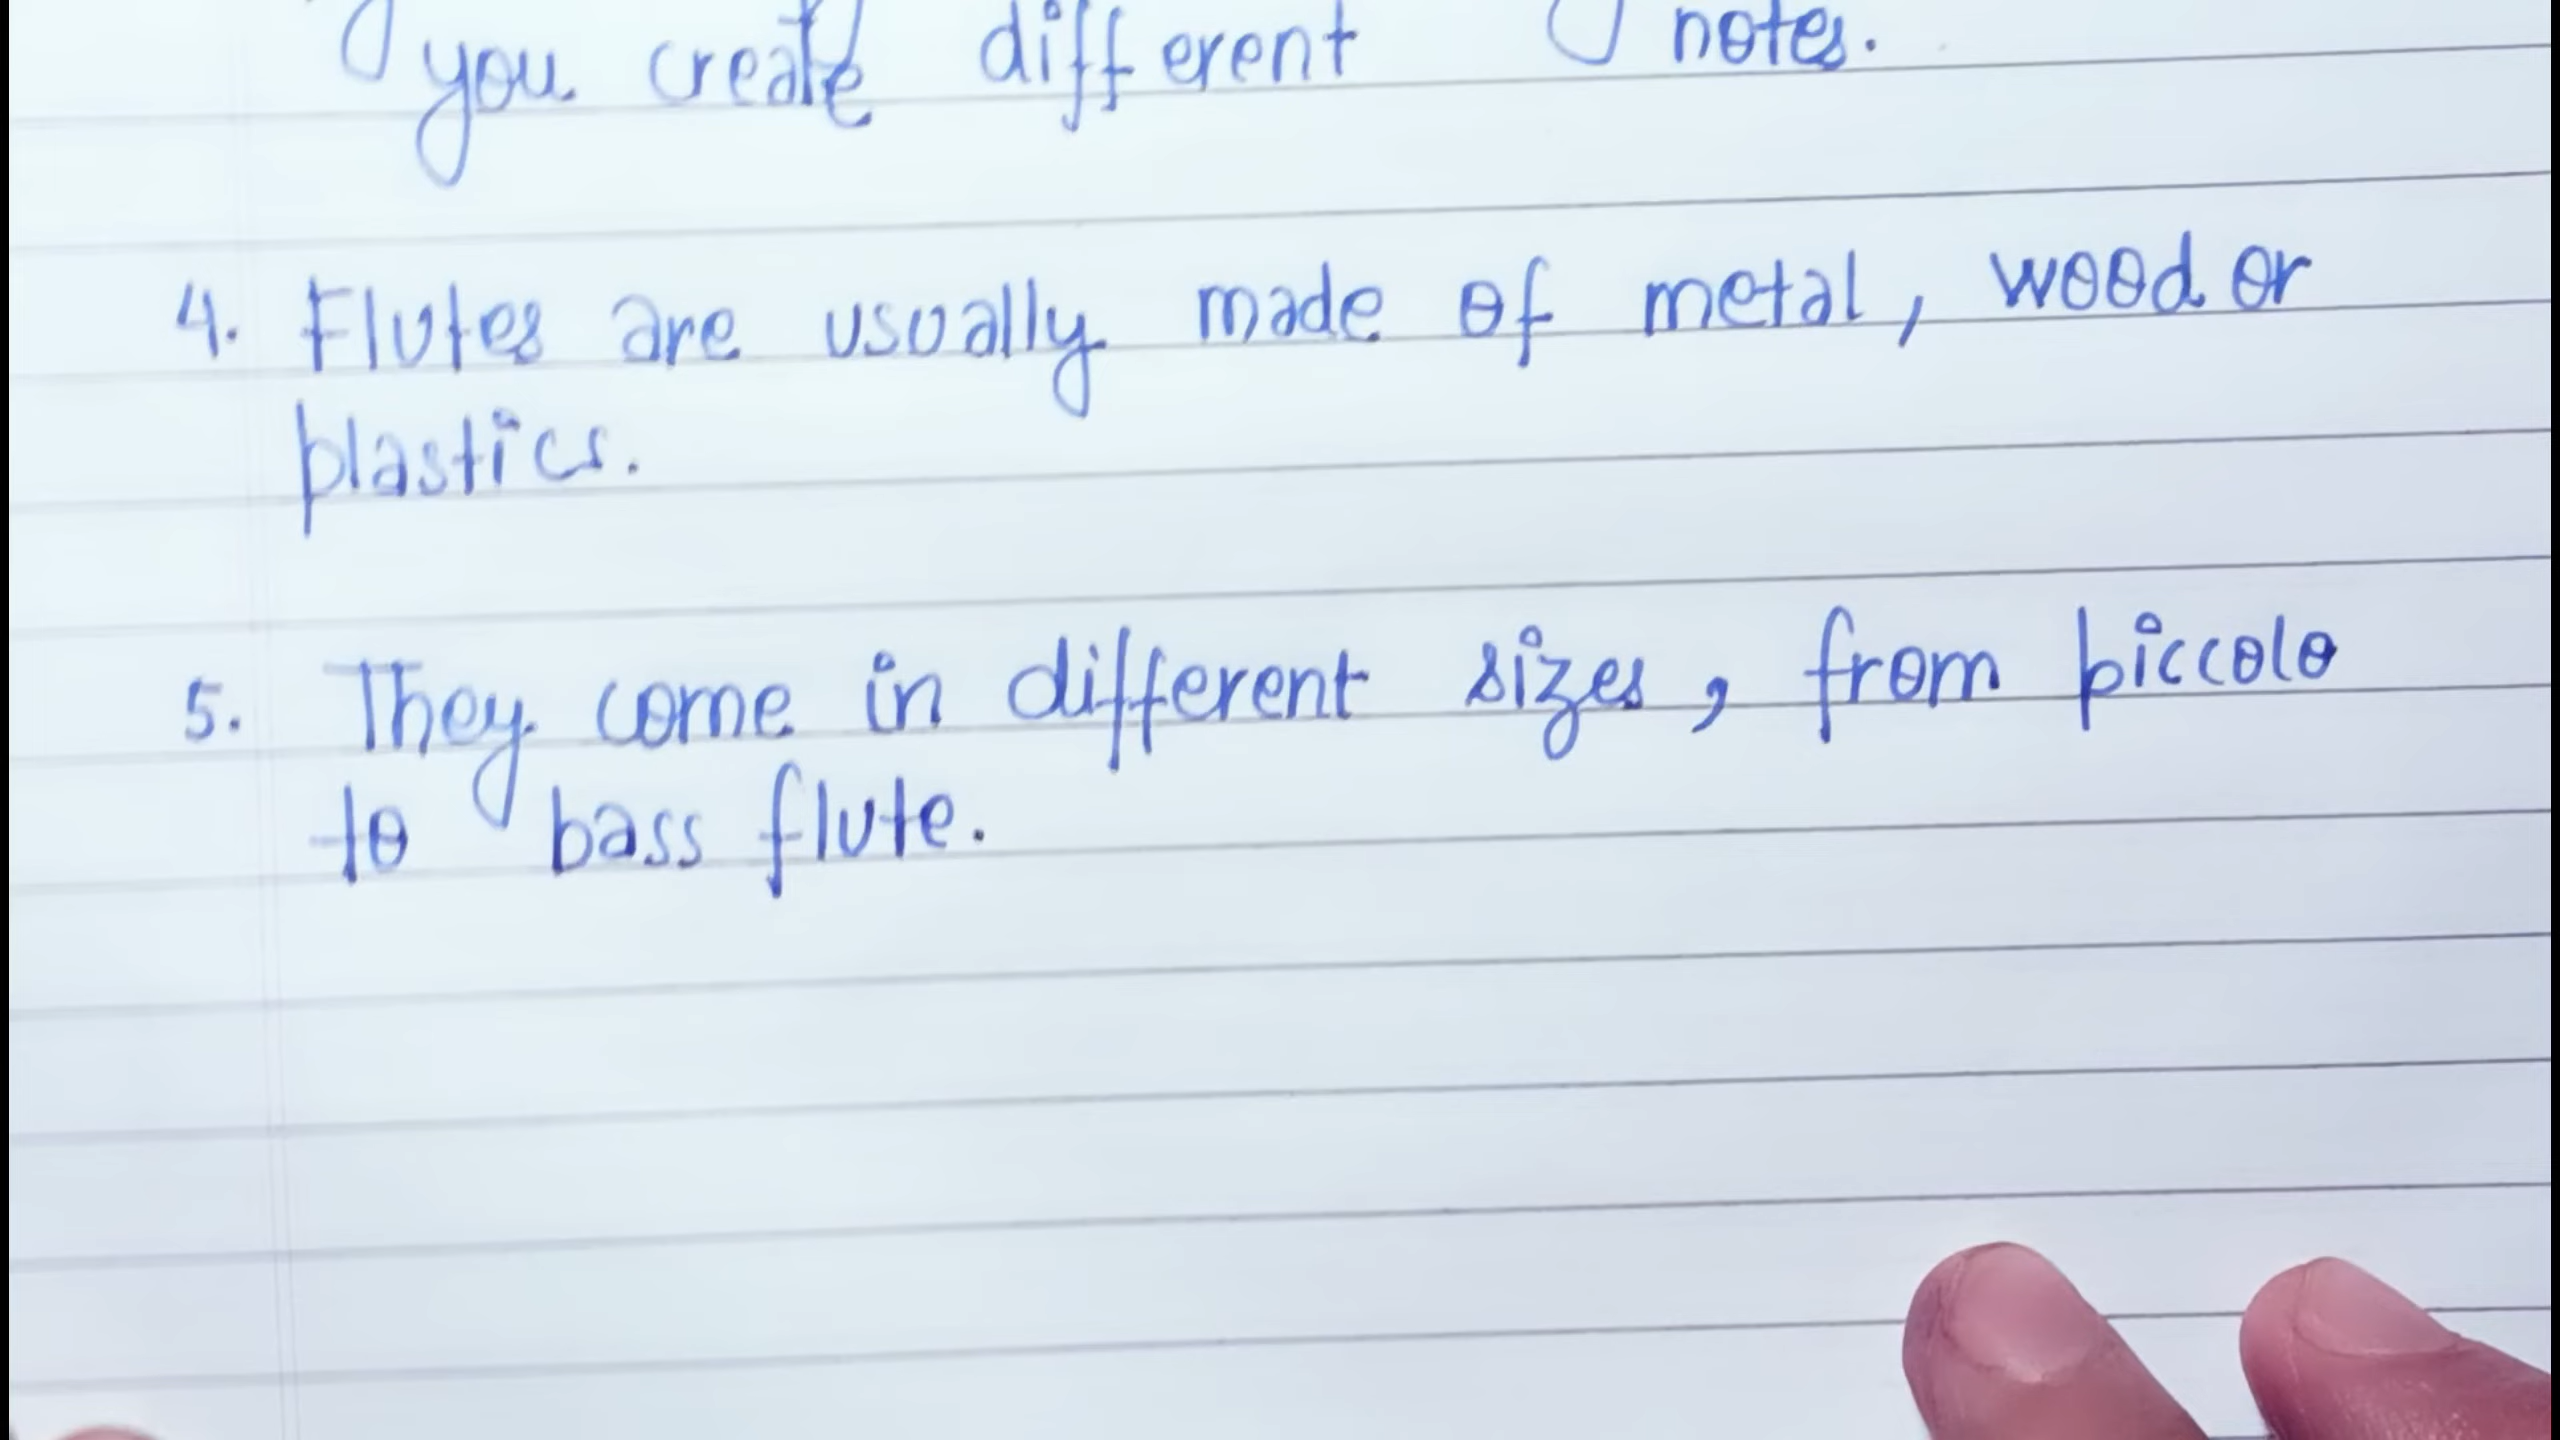 you create different notes.
4. Flutes are usually made of metal, wood or
plastics.
5. They come in different sizes, from piccolo
to bass flute.